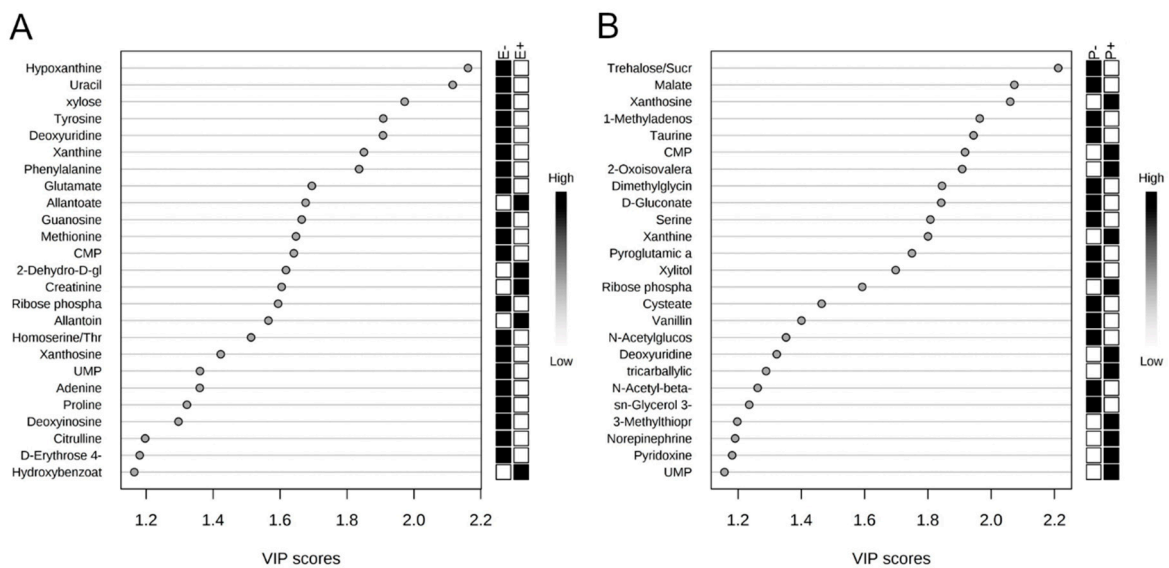 A
E-
E+
Hypoxanthine
Uracil
xylose
Tyrosine
Deoxyuridine
Xanthine
Phenylalanine
Glutamate
Allantoate
Guanosine
Methionine
CMP
2-Dehydro-D-gl
Creatinine
Ribose phospha
Allantoin
Homoserine/Thr
Xanthosine
UMP
Adenine
Proline
Deoxyinosine
Citrulline
D-Erythrose 4-
Hydroxybenzoat
1.2 1.4 1.6 1.8 2.0 2.2
VIP scores
High
Low
B
P-
P+
Trehalose/Sucr
Malate
Xanthosine
1-Methyladenos
Taurine
CMP
2-Oxoisovalera
Dimethylglycin
D-Gluconate
Serine
Xanthine
Pyroglutamic a
Xylitol
Ribose phospha
Cysteate
Vanillin
N-Acetylglucos
Deoxyuridine
tricarballylic
N-Acetyl-beta-
sn-Glycerol 3-
3-Methylthiopr
Norepinephrine
Pyridoxine
UMP
1.2 1.4 1.6 1.8 2.0 2.2
VIP scores
High
Low